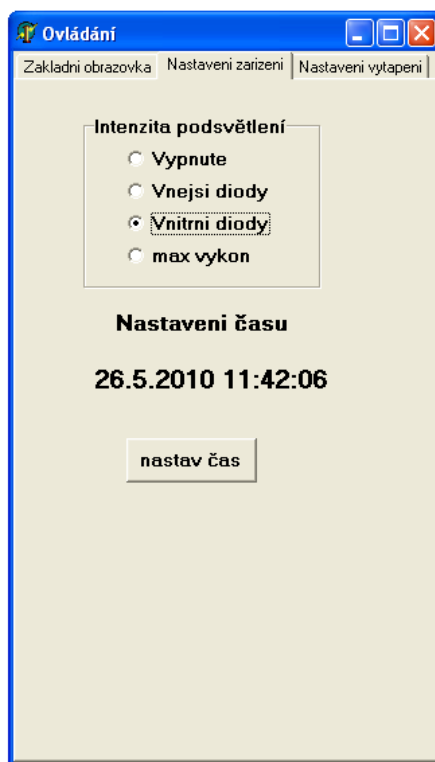 Ovládání
Zakladni obrazovka Nastaveni zarizeni Nastaveni vytapeni
Intenzita podsvětlení
Vypnute
Vnejsi diody
Vnitrni diody
max vykon
Nastaveni času
26.5.2010 11:42:06
nastav čas